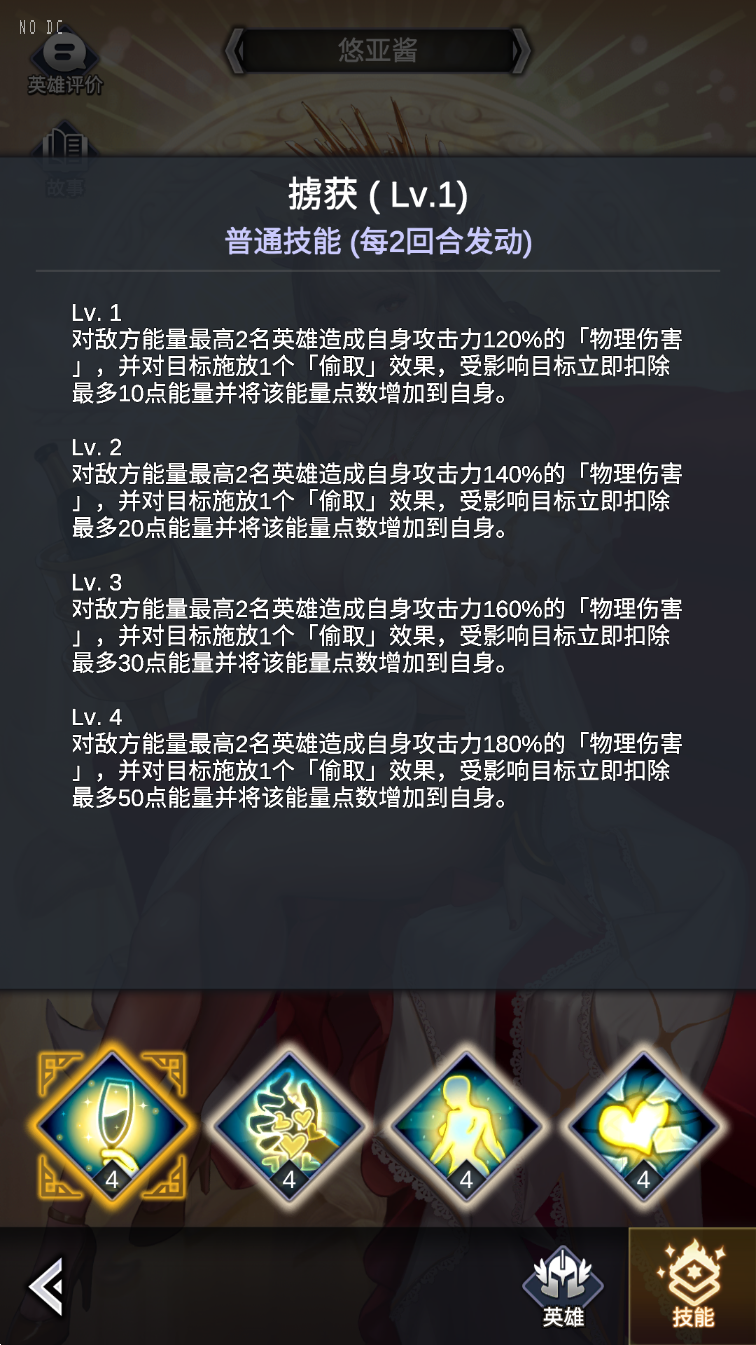 NO DC
悠亚酱
英雄评价
故事
掳获 ( Lv.1)
普通技能 (每2回合发动)
Lv. 1
对敌方能量最高2名英雄造成自身攻击力120%的「物理伤害
」，并对目标施放1个「偷取」效果，受影响目标立即扣除
最多10点能量并将该能量点数增加到自身。
Lv. 2
对敌方能量最高2名英雄造成自身攻击力140%的「物理伤害
」，并对目标施放1个「偷取」效果，受影响目标立即扣除
最多20点能量并将该能量点数增加到自身。
Lv. 3
对敌方能量最高2名英雄造成自身攻击力160%的「物理伤害
」，并对目标施放1个「偷取」效果，受影响目标立即扣除
最多30点能量并将该能量点数增加到自身。
Lv. 4
对敌方能量最高2名英雄造成自身攻击力180%的「物理伤害
」，并对目标施放1个「偷取」效果，受影响目标立即扣除
最多50点能量并将该能量点数增加到自身。
4 4 4 4
英雄 技能